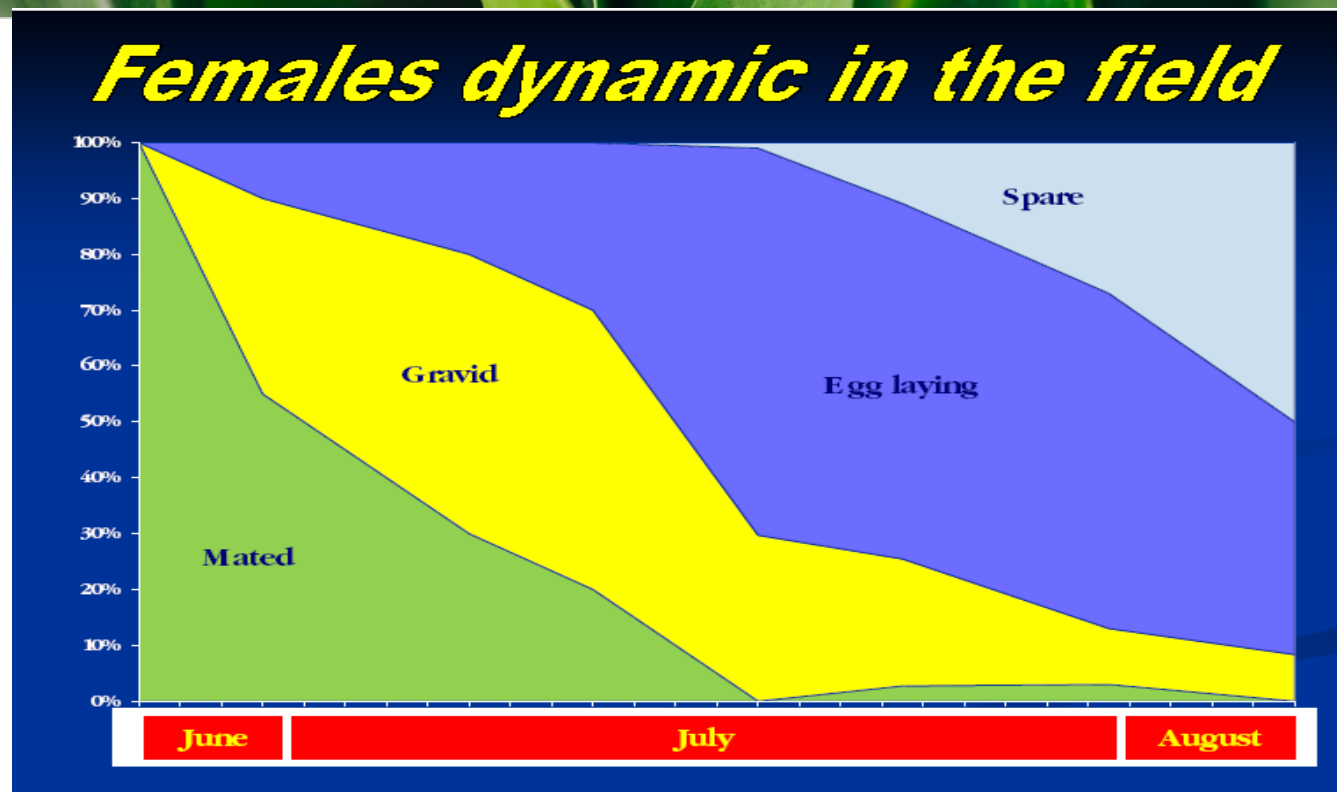 Females dynamic in the field
100%
90%
80%
70%
60%
50%
40%
30%
20%
10%
0%
Spare
Gravid
Egg laying
Mated
June
July
August